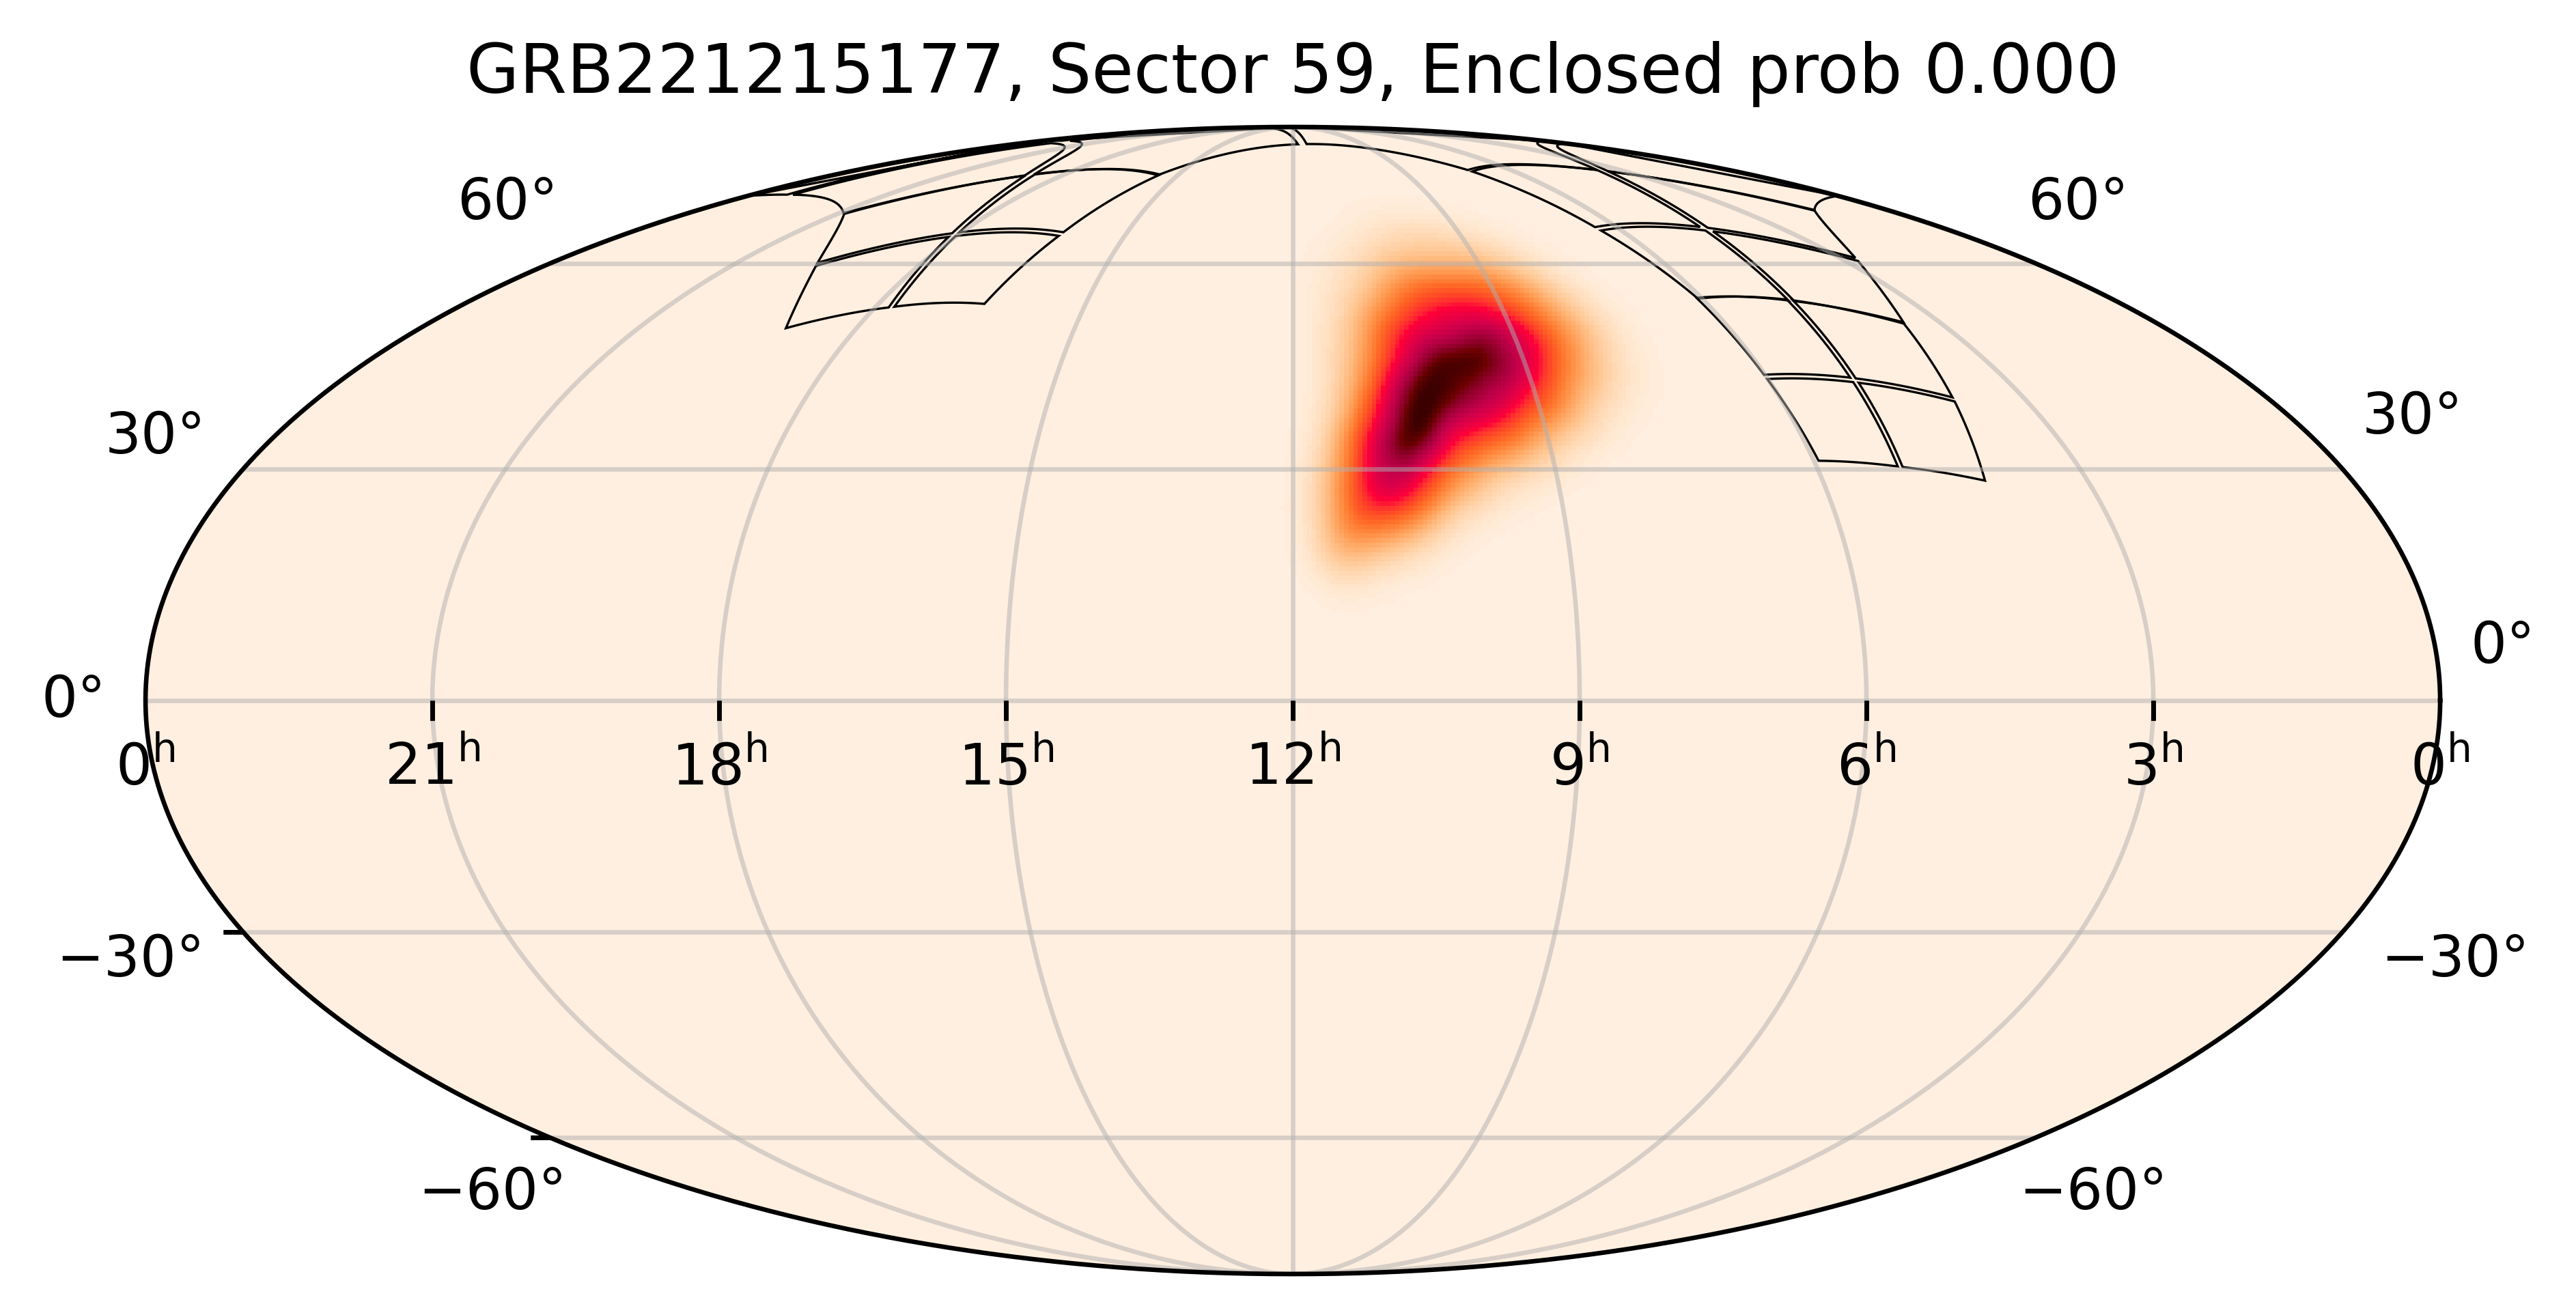 GRB221215177, Sector 59, Enclosed prob 0.000
60° 60°
30° 30°
0° 0°
0h 21h 18h 15h 12h 9h 6h 3h 0h
−30° −30°
−60° −60°